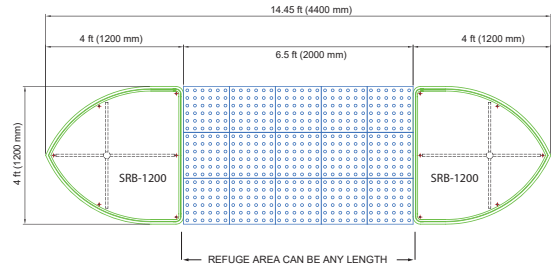 14.45 ft (4400 mm)
4 ft (1200 mm)
6.5 ft (2000 mm)
4 ft (1200 mm)
4 ft (1200 mm)
SRB-1200
SRB-1200
REFUGE AREA CAN BE ANY LENGTH